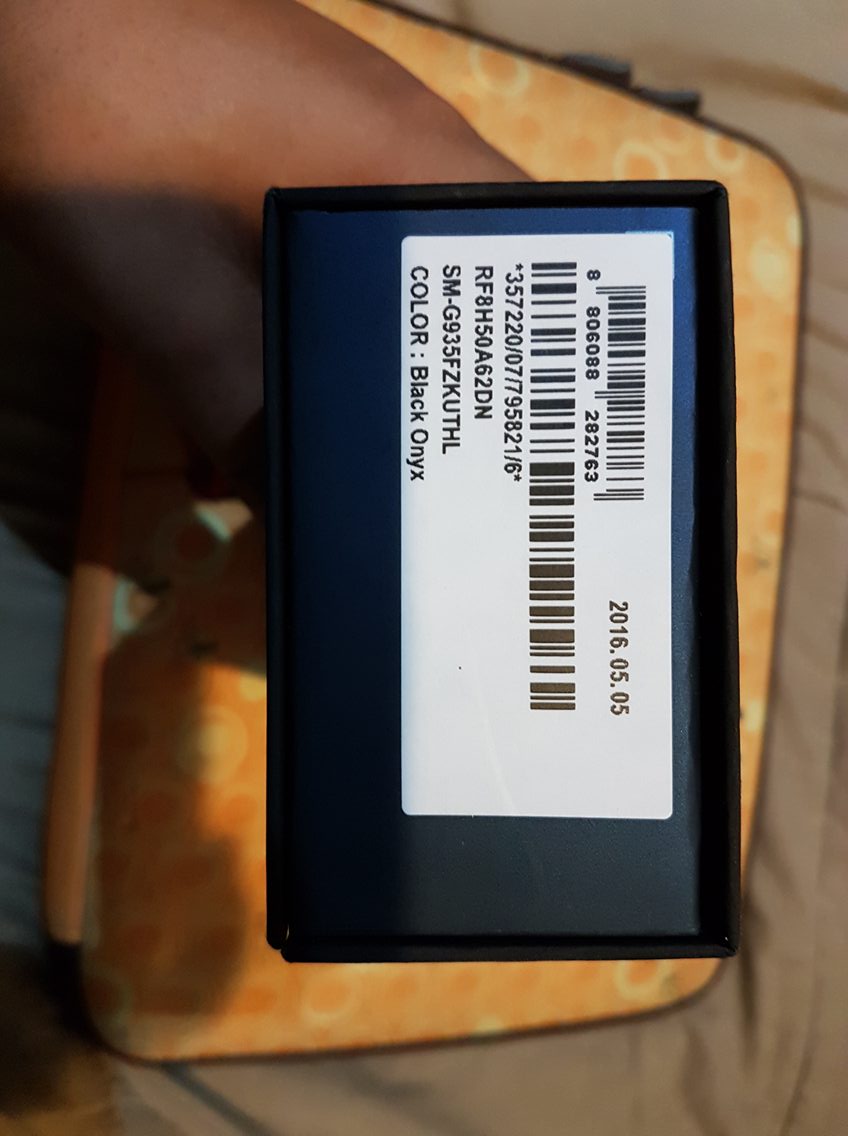 8 806088 282763
2016.05.05
*357220/07/795821/6*
RF8H50A62DN
SM-G935FZKUTHL
COLOR : Black Onyx